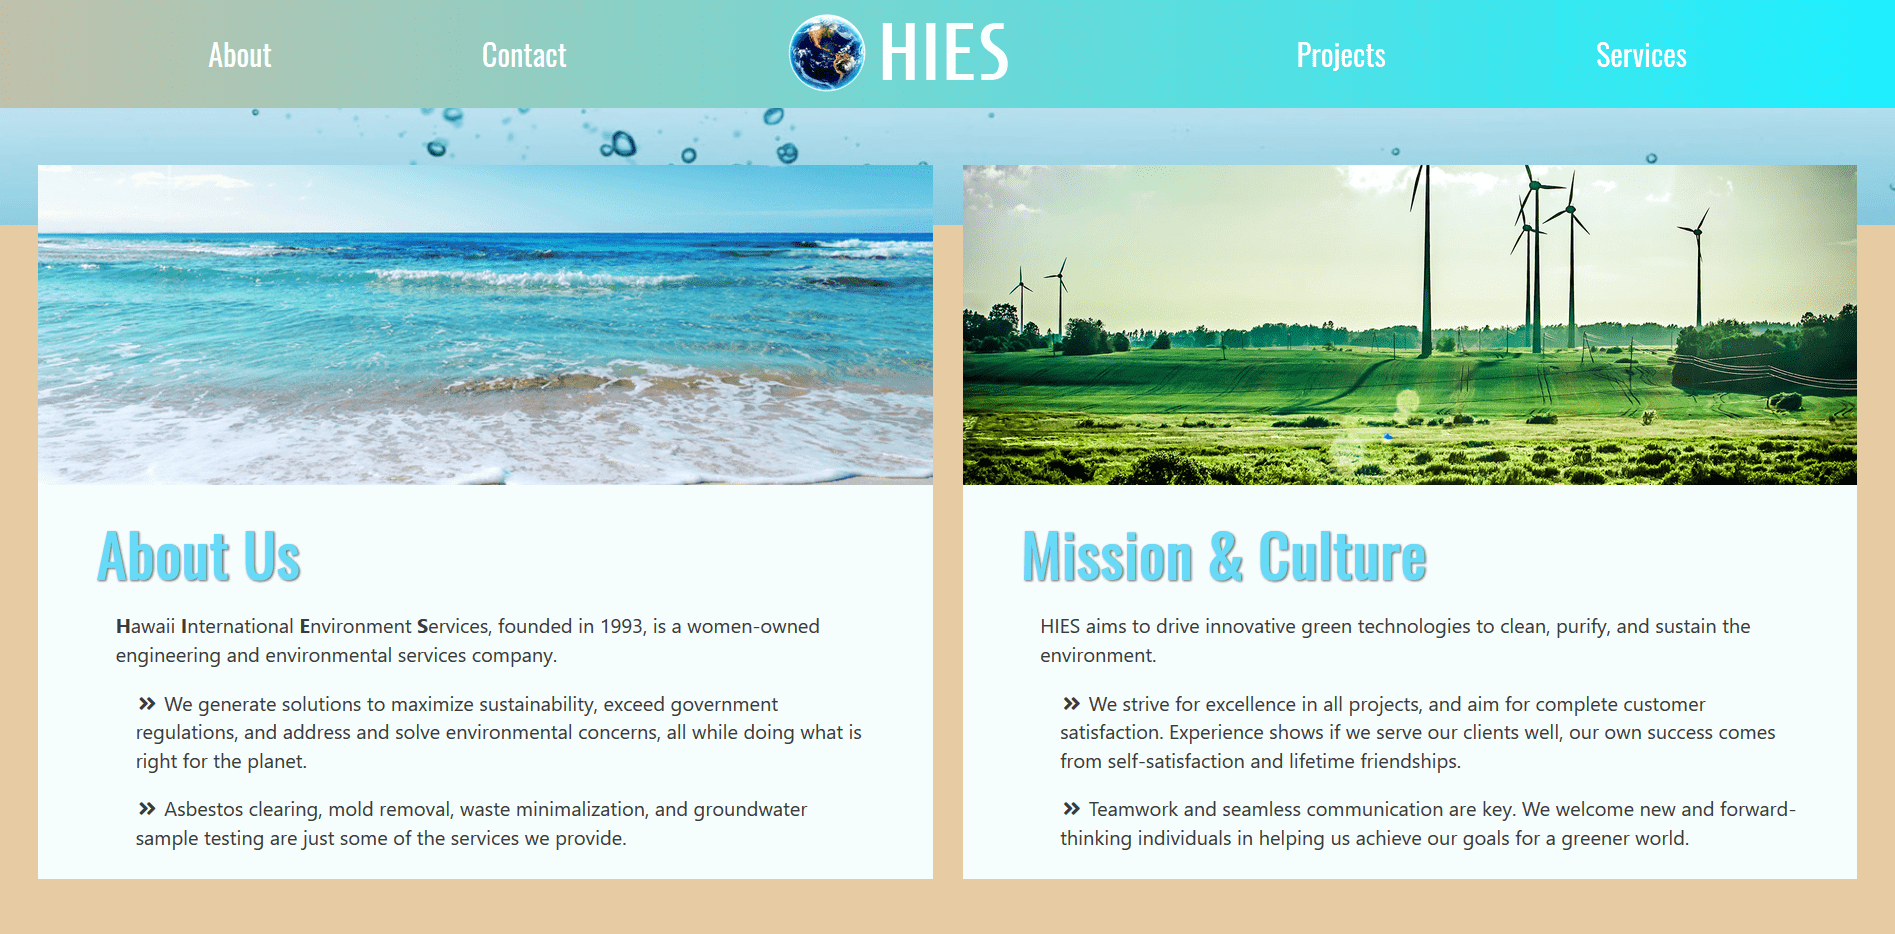 About
Contact
HIES
Projects
Services
About Us
Hawaii International Environment Services, founded in 1993, is a women-owned
engineering and environmental services company.
» We generate solutions to maximize sustainability, exceed government
regulations, and address and solve environmental concerns, all while doing what is
right for the planet.
» Asbestos clearing, mold removal, waste minimalization, and groundwater
sample testing are just some of the services we provide.
Mission & Culture
HIES aims to drive innovative green technologies to clean, purify, and sustain the
environment.
» We strive for excellence in all projects, and aim for complete customer
satisfaction. Experience shows if we serve our clients well, our own success comes
from self-satisfaction and lifetime friendships.
» Teamwork and seamless communication are key. We welcome new and forward-
thinking individuals in helping us achieve our goals for a greener world.